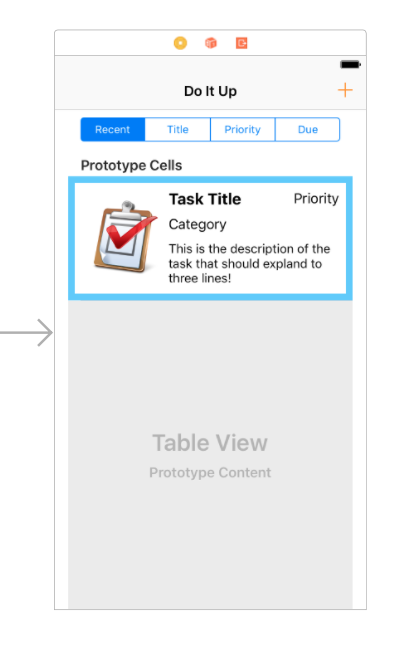 Do It Up
Recent Title Priority Due
Prototype Cells
Task Title Priority
Category
This is the description of the
task that should expland to
three lines!
Table View
Prototype Content